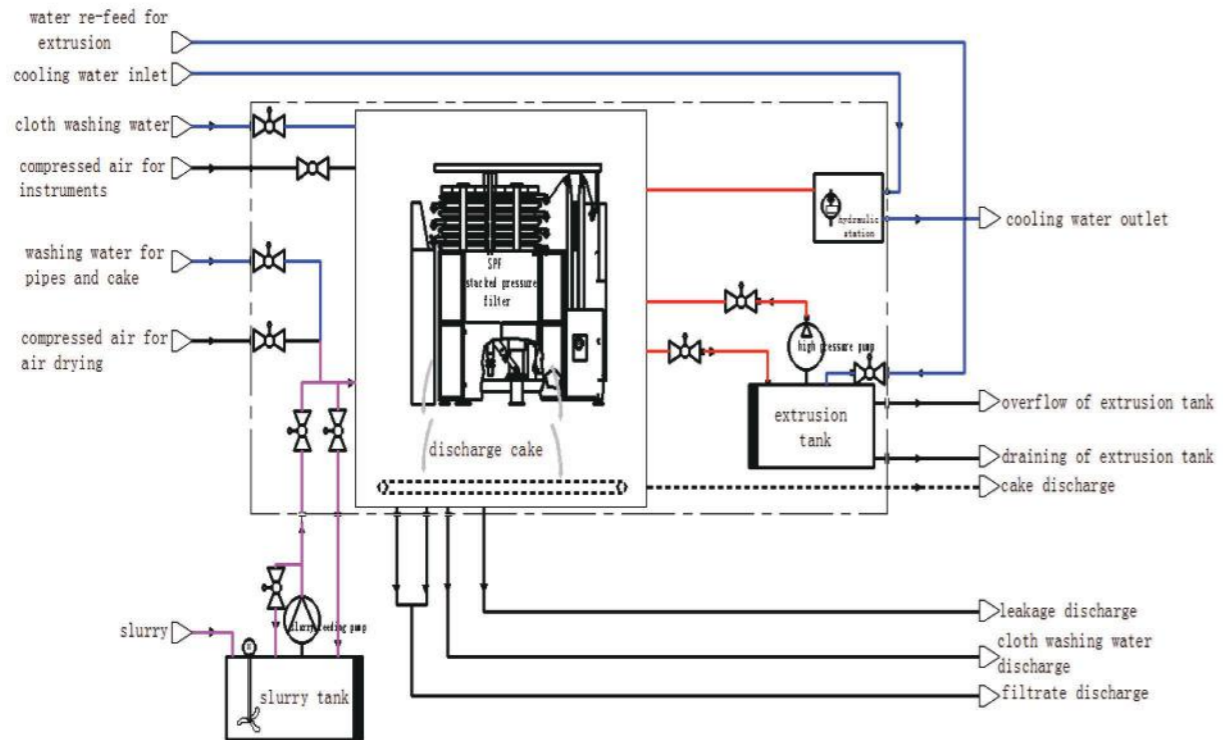 water re-feed for
extrusion
cooling water inlet
cloth washing water
compressed air for
instruments
washing water for
pipes and cake
compressed air for
air drying
slurry
SPF
stacked pressure
filter
discharge cake
hydraulic
station
high pressure pump
extrusion
tank
slurry feeding pump
slurry tank
cooling water outlet
overflow of extrusion tank
draining of extrusion tank
cake discharge
leakage discharge
cloth washing water
discharge
filtrate discharge